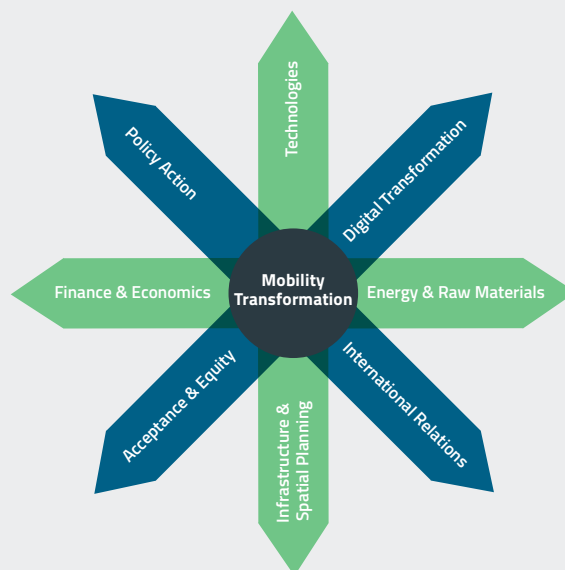 Technologies
Policy Action
Digital Transformation
Finance & Economics
Mobility
Transformation
Energy & Raw Materials
Acceptance & Equity
Infrastructure &
Spatial Planning
International Relations